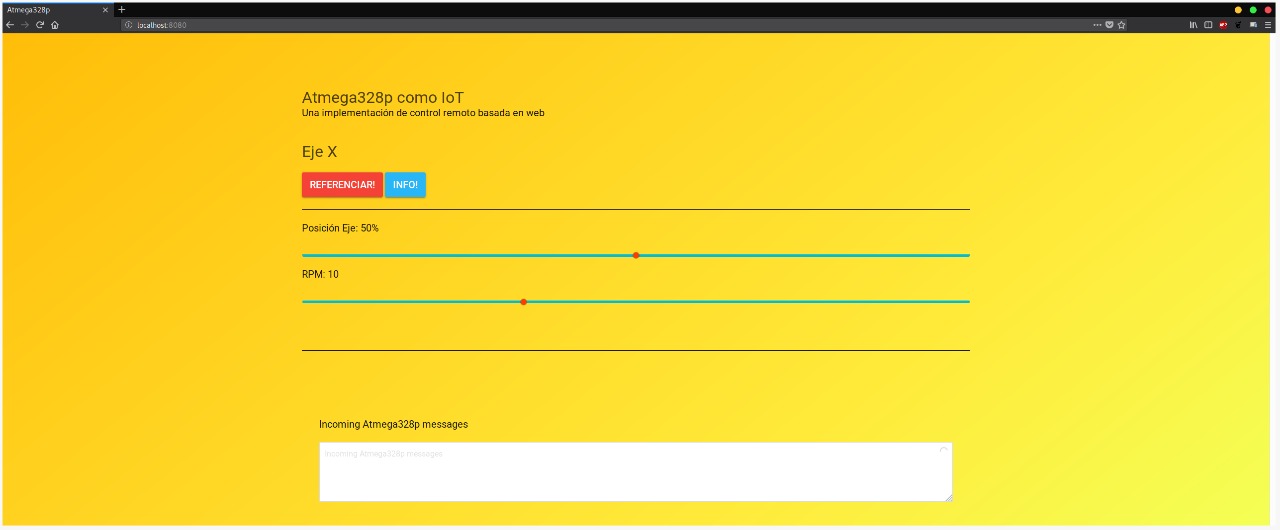 Atmega328p
localhost:8080
Atmega328p como IoT
Una implementación de control remoto basada en web
Eje X
REFERENCIAR! INFO!
Posición Eje: 50%
RPM: 10
Incoming Atmega328p messages
Incoming Atmega328p messages